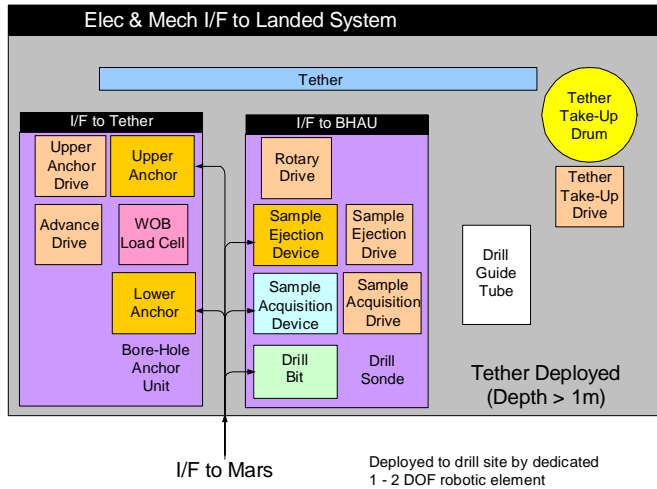 Elec & Mech I/F to Landed System
Tether
Tether
Take-Up
Drum
Tether
Take-Up
Drive
I/F to Tether
Upper
Anchor
Drive
Upper
Anchor
Advance
Drive
WOB
Load Cell
Lower
Anchor
Bore-Hole
Anchor
Unit
I/F to BHAU
Rotary
Drive
Sample
Ejection
Device
Sample
Ejection
Drive
Sample
Acquisition
Device
Sample
Acquisition
Drive
Drill
Bit
Drill
Sonde
Drill
Guide
Tube
Tether Deployed
(Depth > 1m)
I/F to Mars
Deployed to drill site by dedicated
1 - 2 DOF robotic element